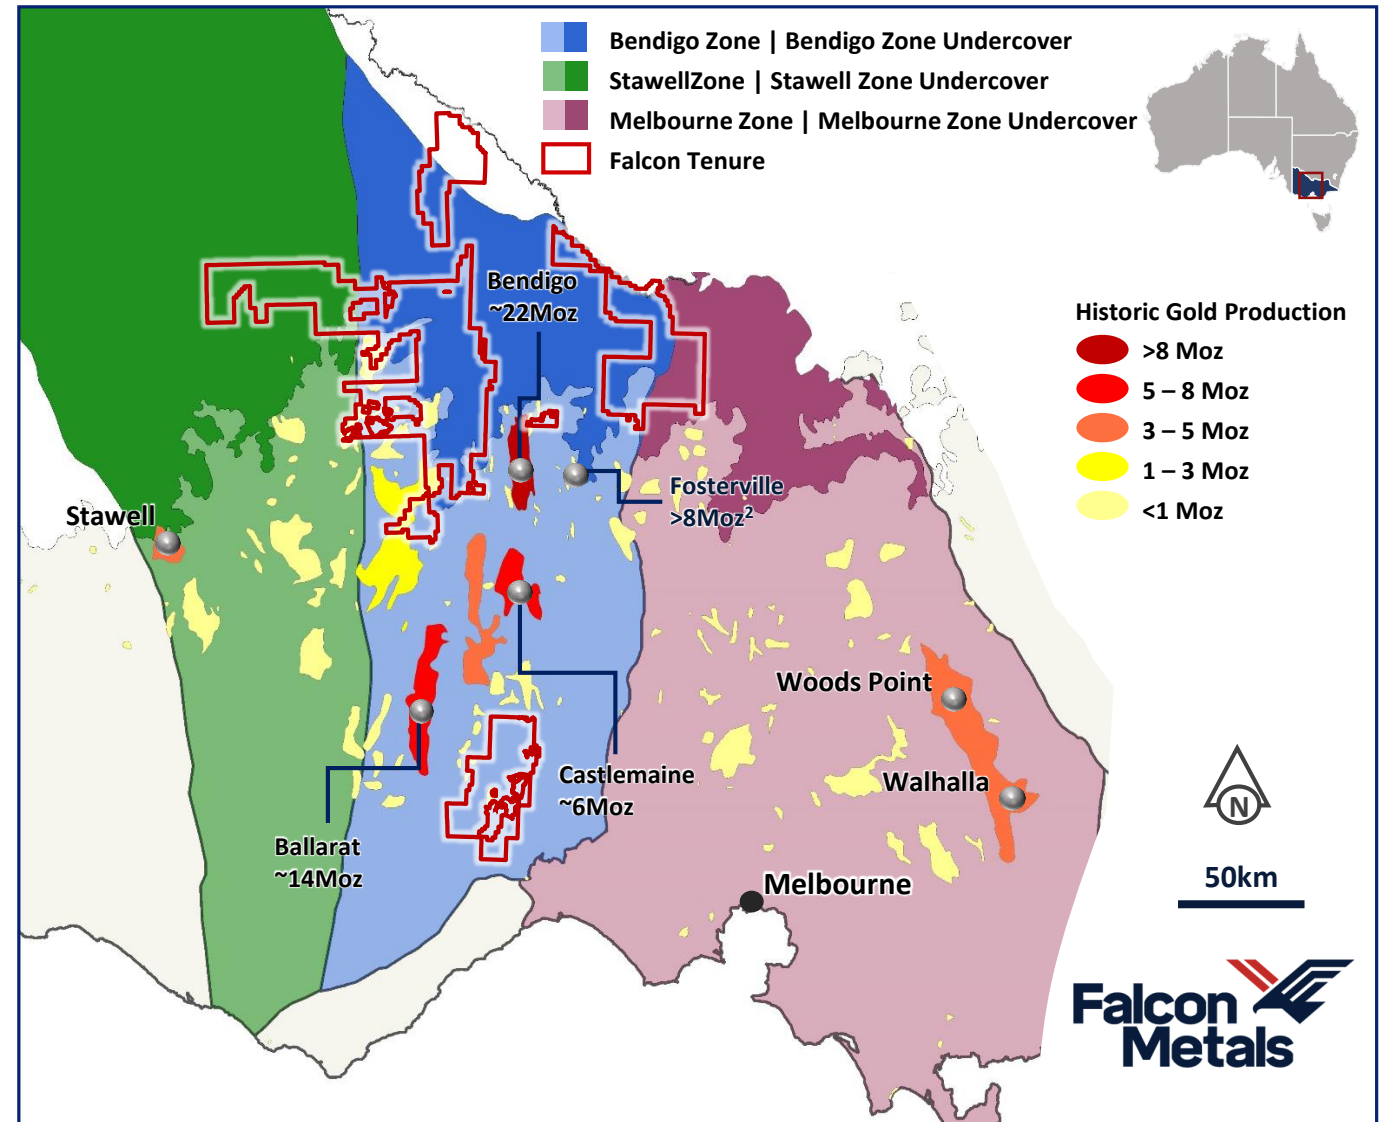 Bendigo Zone | Bendigo Zone Undercover
StawellZone | Stawell Zone Undercover
Melbourne Zone | Melbourne Zone Undercover
Falcon Tenure
Bendigo
~22Moz
Historic Gold Production
>8 Moz
5 – 8 Moz
3 – 5 Moz
1 – 3 Moz
<1 Moz
Fosterville
>8Moz²
Stawell
Woods Point
Walhalla
Castlemaine
~6Moz
Ballarat
~14Moz
Melbourne
N
50km
Falcon
Metals